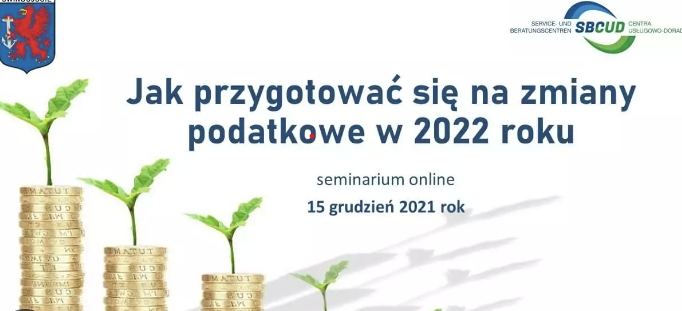 SERVICE- UND
BERATUNGSCENTREN
SBCUD
CENTRA
USŁUGOWO-DORAD
Jak przygotować się na zmiany
podatkowe w 2022 roku
seminarium online
15 grudzień 2021 rok